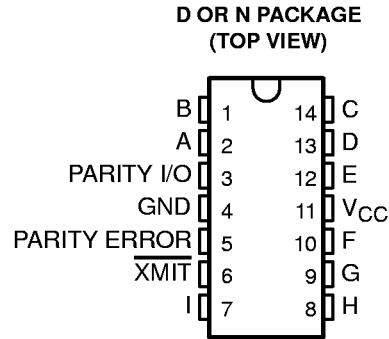 D OR N PACKAGE
(TOP VIEW)
B 1 14 C
A 2 13 D
PARITY I/O 3 12 E
GND 4 11 VCC
PARITY ERROR 5 10 F
XMIT 6 9 G
I 7 8 H